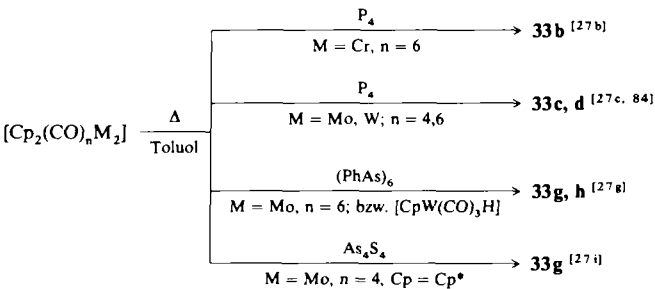 P₄
M = Cr, n = 6
33b [27b]
P₄
M = Mo, W; n = 4,6
33c, d [27c, 84]
[Cp₂(CO)ₙM₂]
Δ
Toluol
(PhAs)₆
M = Mo, n = 6; bzw. [CpW(CO)₃H]
33g, h [27g]
As₄S₄
M = Mo, n = 4, Cp = Cp*
33g [27i]